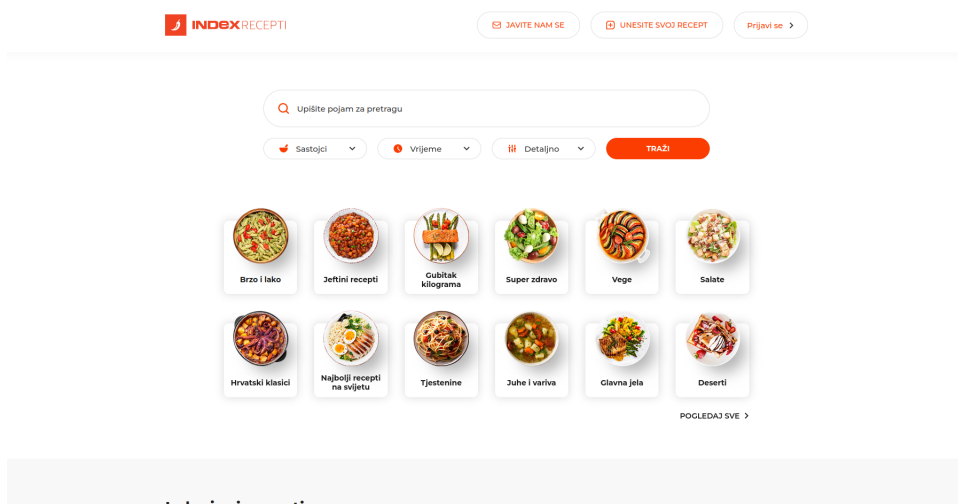 INDEX RECEPTI
JAVITE NAM SE
UNESITE SVOJ RECEPT
Prijavi se
Upišite pojam za pretragu
Sastojci
Vrijeme
Detaljno
TRAŽI
Brzo i lako
Jeftini recepti
Gubitak
kilograma
Super zdravo
Vege
Salate
Hrvatski klasici
Najbolji recepti
na svijetu
Tjestenine
Juhe i variva
Glavna jela
Deserti
POGLEDAJ SVE